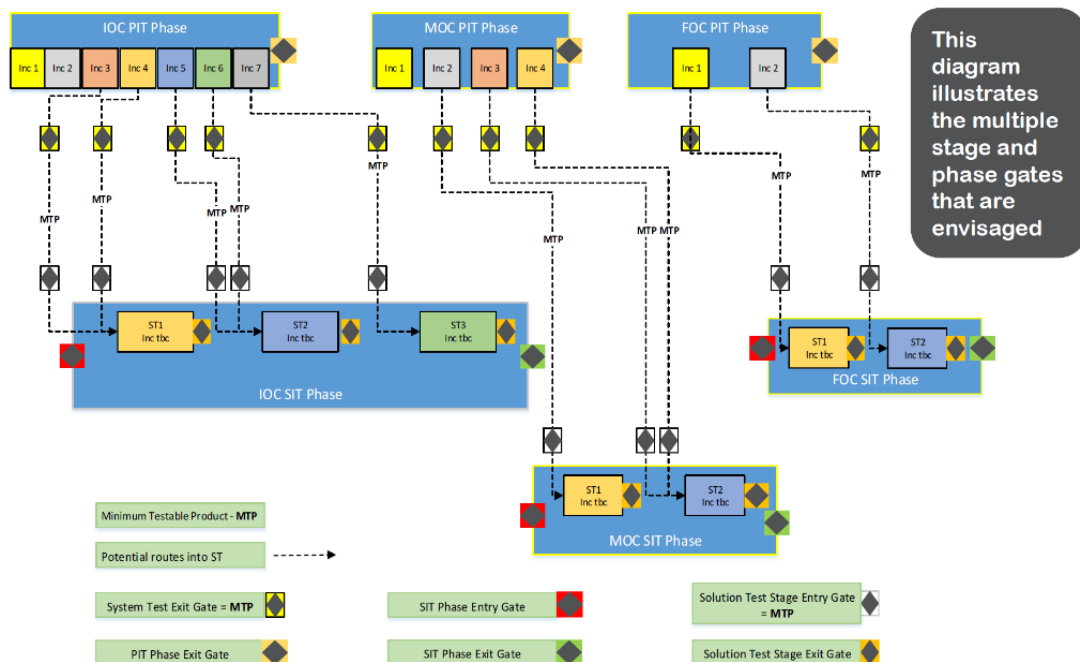 IOC PIT Phase
Inc 1
Inc 2
Inc 3
Inc 4
Inc 5
Inc 6
Inc 7
MOC PIT Phase
Inc 1
Inc 2
Inc 3
Inc 4
FOC PIT Phase
Inc 1
Inc 2
This
diagram
illustrates
the multiple
stage and
phase gates
that are
envisaged
MTP
MTP
MTP
MTP
MTP
MTP
MTP
MTP
MTP
MTP
ST1
Inc tbc
ST2
Inc tbc
ST3
Inc tbc
IOC SIT Phase
ST1
Inc tbc
ST2
Inc tbc
FOC SIT Phase
ST1
Inc tbc
ST2
Inc tbc
MOC SIT Phase
Minimum Testable Product - MTP
Potential routes into ST
System Test Exit Gate = MTP
SIT Phase Entry Gate
Solution Test Stage Entry Gate
= MTP
PIT Phase Exit Gate
SIT Phase Exit Gate
Solution Test Stage Exit Gate